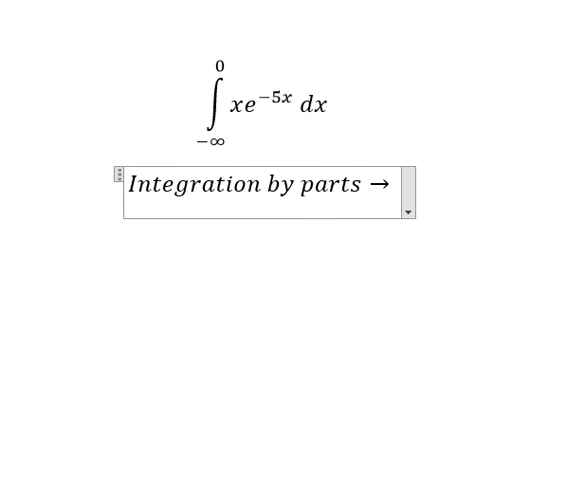 0
∫ xe^{-5x} dx
-∞
Integration by parts →